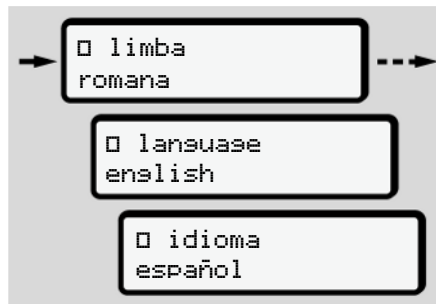 □ limba
romana
□ language
english
□ idioma
español